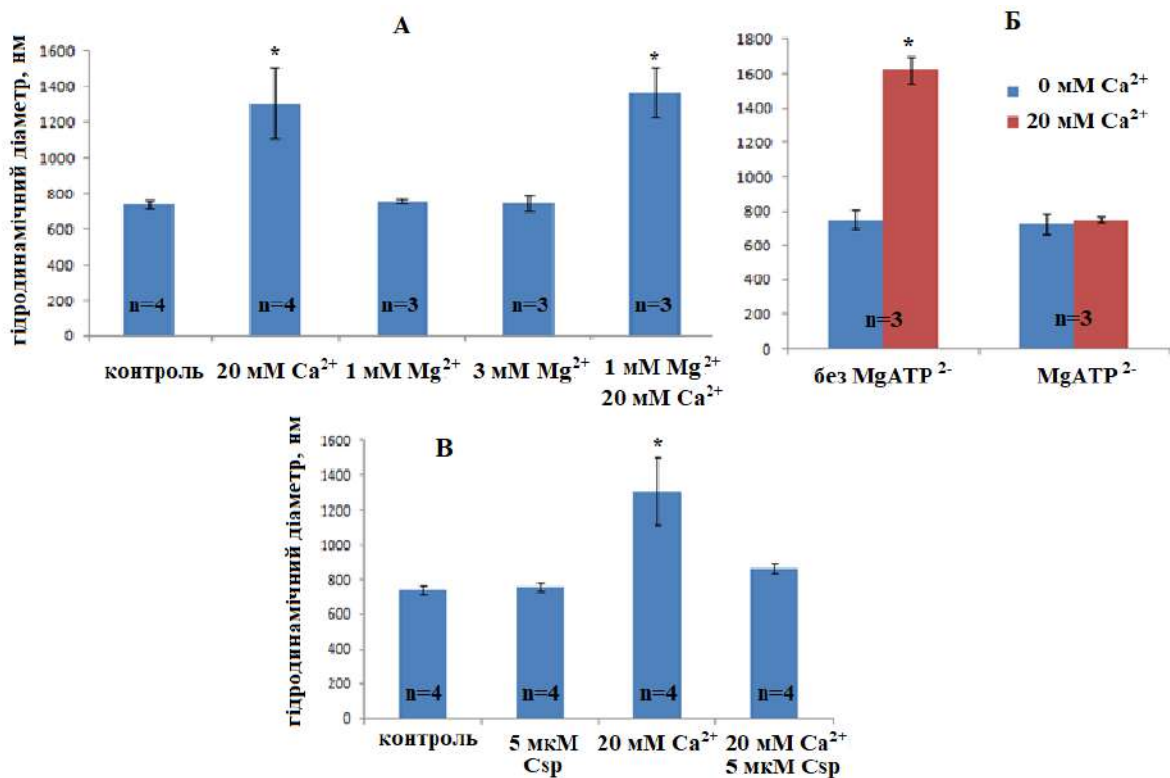 А
гідродинамічний діаметр, нм
1600
1400
1200
1000
800
600
400
200
0
*
*
n=4
n=4
n=3
n=3
n=3
контроль
20 мМ Ca²⁺
1 мМ Mg²⁺
3 мМ Mg²⁺
1 мМ Mg²⁺
20 мМ Ca²⁺
Б
1800
1600
1400
1200
1000
800
600
400
200
0
*
0 мМ Ca²⁺
20 мМ Ca²⁺
n=3
n=3
без MgATP ²⁻
MgATP ²⁻
В
гідродинамічний діаметр, нм
1600
1400
1200
1000
800
600
400
200
0
*
n=4
n=4
n=4
n=4
контроль
5 мкМ
Csp
20 мМ Ca²⁺
20 мМ Ca²⁺
5 мкМ Csp